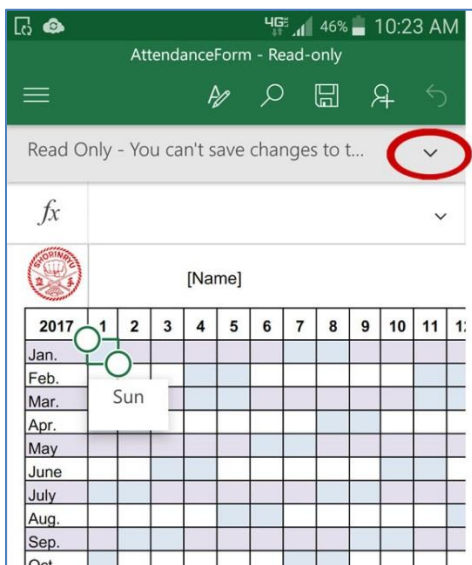 4G 46% 10:23 AM
AttendanceForm - Read-only
Read Only - You can't save changes to t...
fx
SHORINRYU
[Name]
2017 1 2 3 4 5 6 7 8 9 10 11
Jan.
Feb.
Sun
Mar.
Apr.
May
June
July
Aug.
Sep.